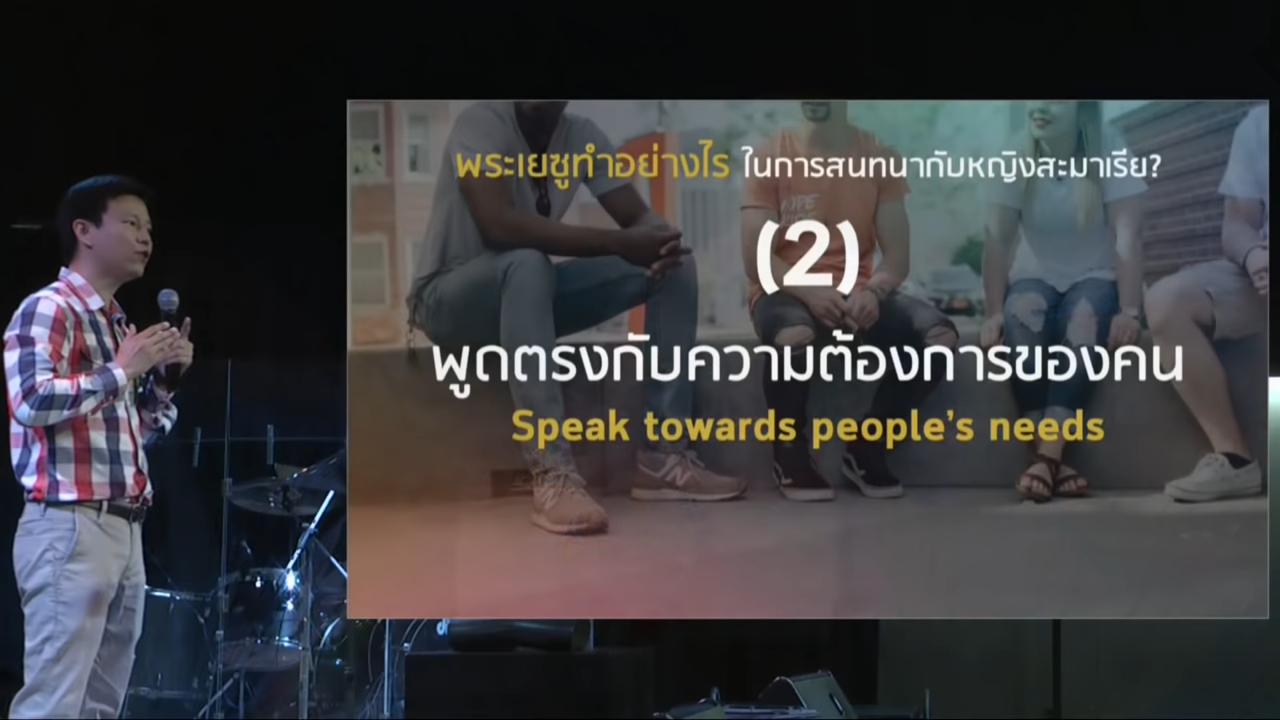 พระเยซูทำอย่างไร ในการสนทนากับหญิงสะมาเรีย?
(2)
พูดตรงกับความต้องการของคน
Speak towards people's needs